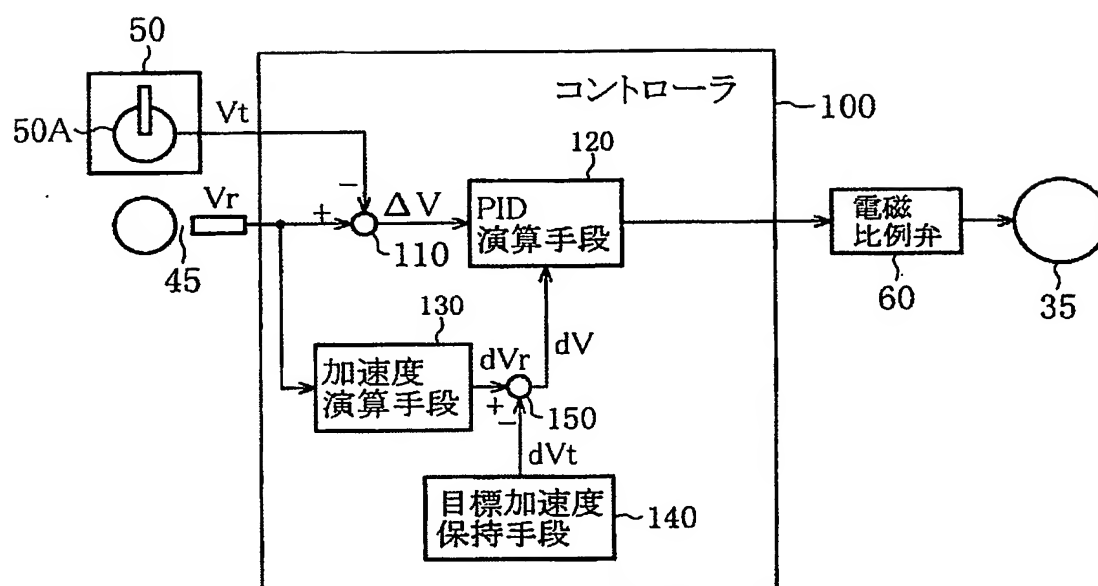 50
コントローラ
100
50A
Vt
120
−
Vr
+
ΔV
PID
演算手段
電磁
比例弁
45
110
60
35
130
dV
加速度
演算手段
dVr
+
−
150
dVt
目標加速度
保持手段
140